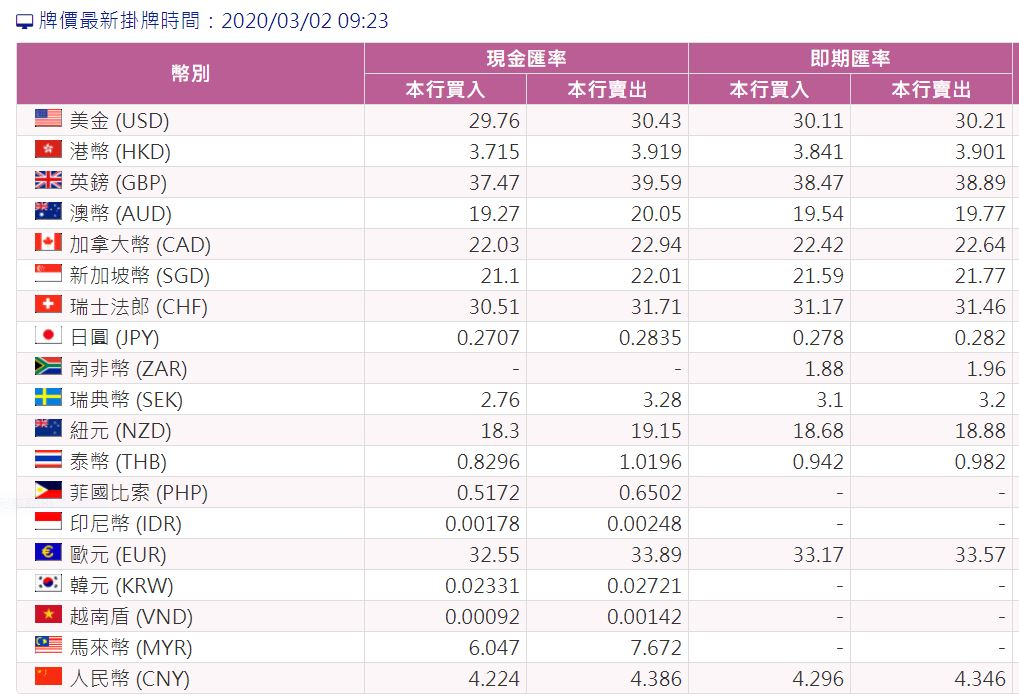 牌價最新掛牌時間：2020/03/02 09:23
幣別 現金匯率 即期匯率
本行買入 本行賣出 本行買入 本行賣出
美金 (USD) 29.76 30.43 30.11 30.21
港幣 (HKD) 3.715 3.919 3.841 3.901
英鎊 (GBP) 37.47 39.59 38.47 38.89
澳幣 (AUD) 19.27 20.05 19.54 19.77
加拿大幣 (CAD) 22.03 22.94 22.42 22.64
新加坡幣 (SGD) 21.1 22.01 21.59 21.77
瑞士法郎 (CHF) 30.51 31.71 31.17 31.46
日圓 (JPY) 0.2707 0.2835 0.278 0.282
南非幣 (ZAR) - - 1.88 1.96
瑞典幣 (SEK) 2.76 3.28 3.1 3.2
紐元 (NZD) 18.3 19.15 18.68 18.88
泰幣 (THB) 0.8296 1.0196 0.942 0.982
菲國比索 (PHP) 0.5172 0.6502 - -
印尼幣 (IDR) 0.00178 0.00248 - -
歐元 (EUR) 32.55 33.89 33.17 33.57
韓元 (KRW) 0.02331 0.02721 - -
越南盾 (VND) 0.00092 0.00142 - -
馬來幣 (MYR) 6.047 7.672 - -
人民幣 (CNY) 4.224 4.386 4.296 4.346